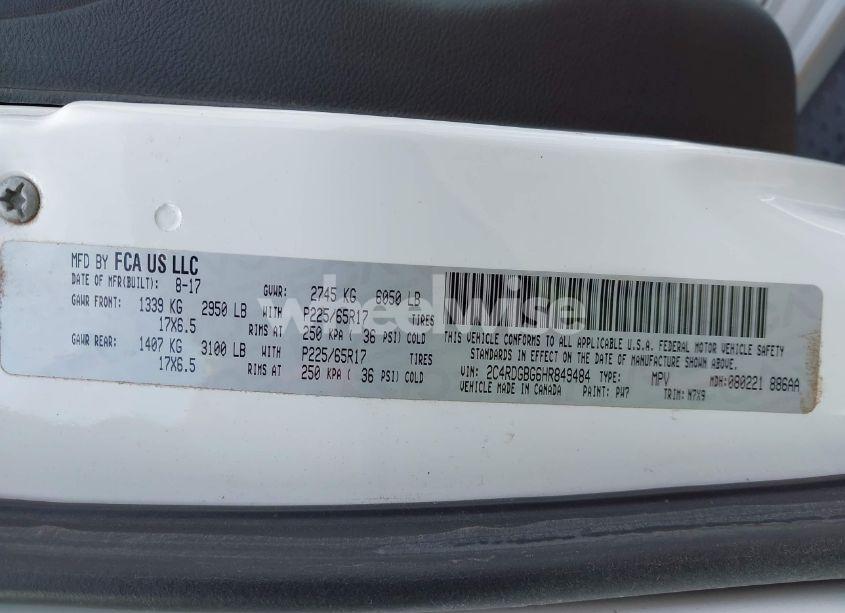 MFD BY FCA US LLC
DATE OF MFR(BUILT): 8-17 GVWR: 2745 KG 6050 LB
GAWR FRONT: 1339 KG 2950 LB WITH P225/65R17 TIRES
17X6.5 RIMS AT 250 KPA ( 36 PSI) COLD
GAWR REAR: 1407 KG 3100 LB WITH P225/65R17 TIRES
17X6.5 RIMS AT 250 KPA ( 36 PSI) COLD
THIS VEHICLE CONFORMS TO ALL APPLICABLE U.S.A. FEDERAL MOTOR VEHICLE SAFETY
STANDARDS IN EFFECT ON THE DATE OF MANUFACTURE SHOWN ABOVE.
VIN: 2C4RDGBG6HR849484 TYPE: MPV MDH:080221 886AA
VEHICLE MADE IN CANADA PAINT: PW7 TRIM: N7X9
wheelwise